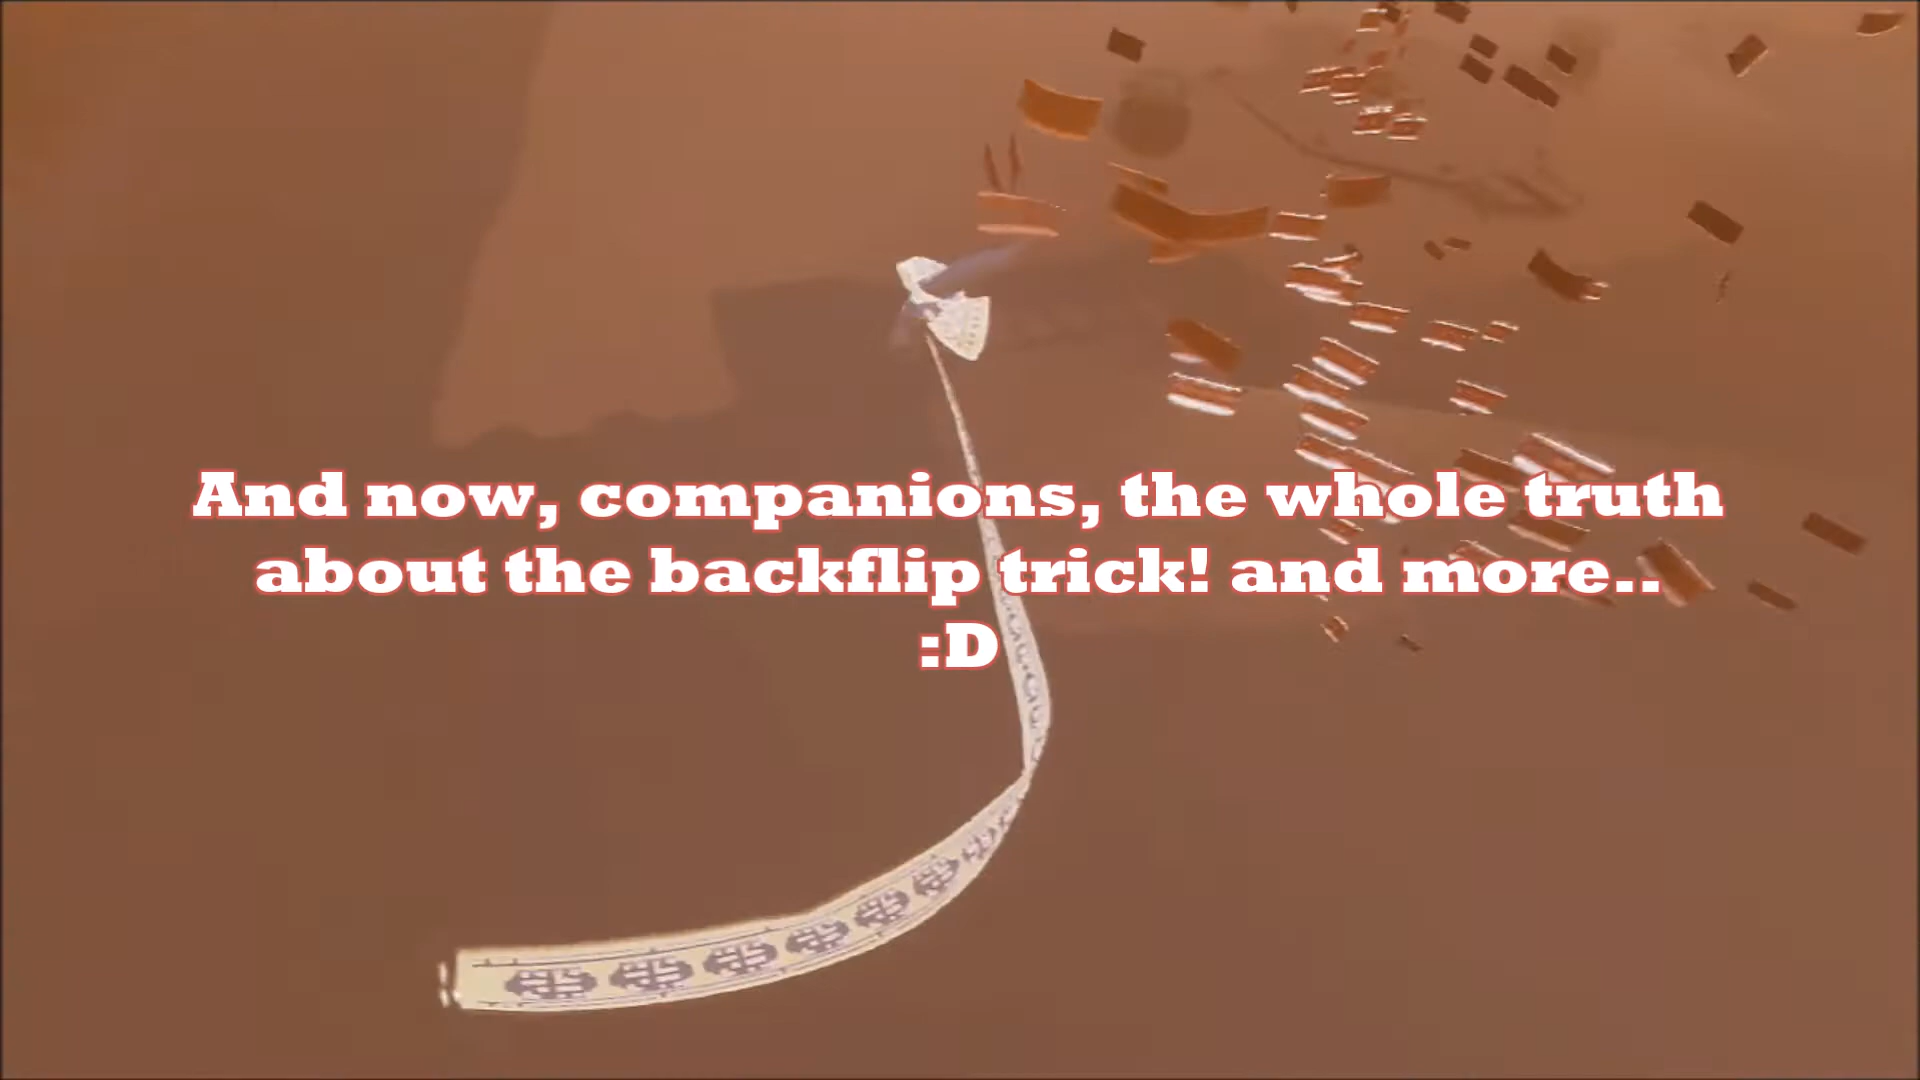 And now, companions, the whole truth
about the backflip trick! and more..
:D